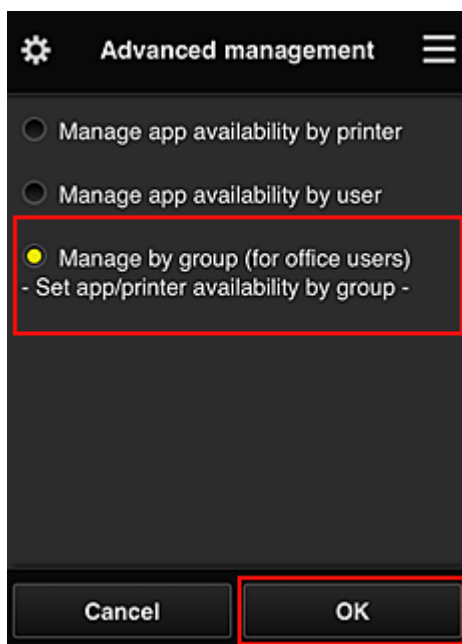 Advanced management
Manage app availability by printer
Manage app availability by user
Manage by group (for office users)
- Set app/printer availability by group -
Cancel
OK